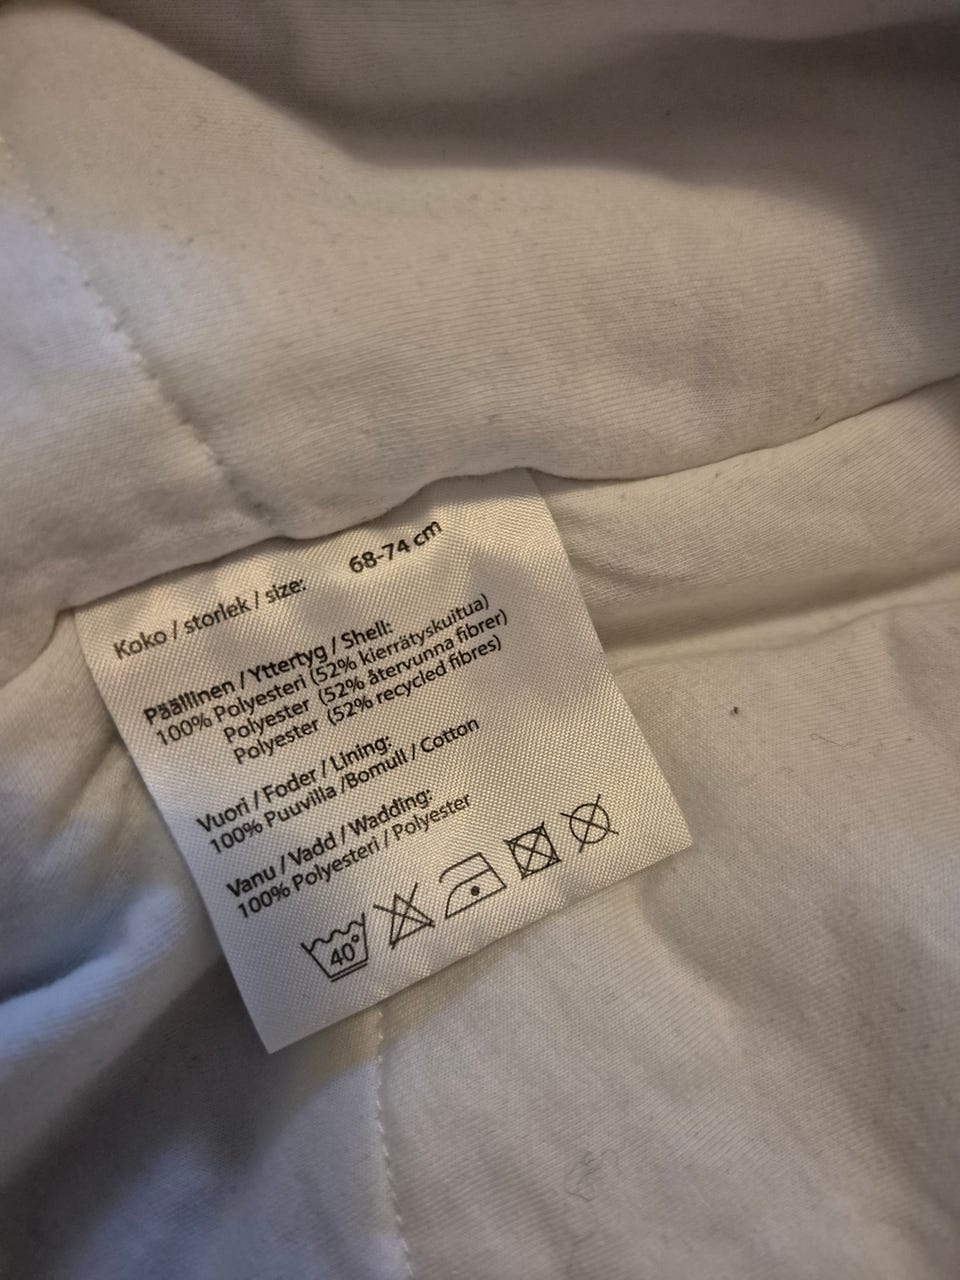 Koko / storlek / size: 68-74 cm
Päällinen / Yttertyg / Shell:
100% Polyesteri (52% kierrätyskuitua)
Polyester (52% återvunna fibrer)
Polyester (52% recycled fibres)
Vuori / Foder / Lining:
100% Puuvilla /Bomull / Cotton
Vanu / Vadd / Wadding:
100% Polyesteri / Polyester
40°